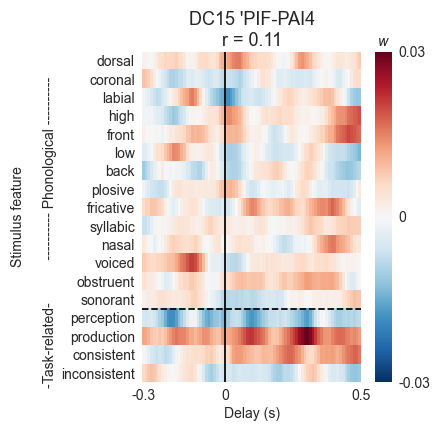 DC15 'PIF-PAI4
r = 0.11
w
0.03
0
-0.03
Stimulus feature
---------- Phonological ----------
-Task-related-
dorsal
coronal
labial
high
front
low
back
plosive
fricative
syllabic
nasal
voiced
obstruent
sonorant
perception
production
consistent
inconsistent
-0.3
0
0.5
Delay (s)